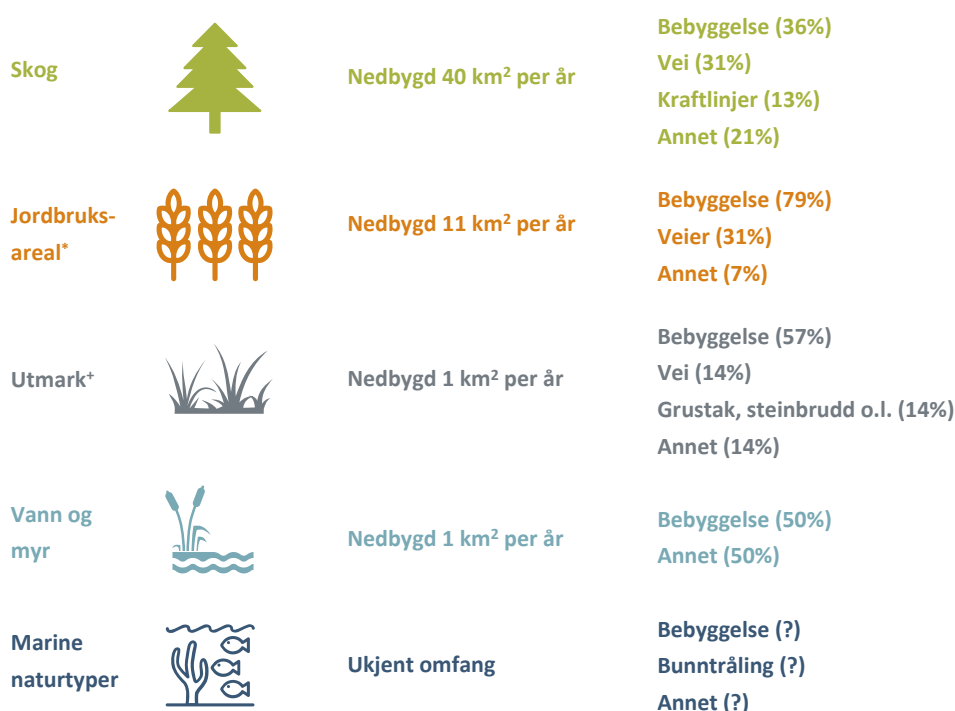 Skog
Nedbygd 40 km² per år
Bebyggelse (36%)
Vei (31%)
Kraftlinjer (13%)
Annet (21%)
Jordbruks-
areal*
Nedbygd 11 km² per år
Bebyggelse (79%)
Veier (31%)
Annet (7%)
Utmark⁺
Nedbygd 1 km² per år
Bebyggelse (57%)
Vei (14%)
Grustak, steinbrudd o.l. (14%)
Annet (14%)
Vann og
myr
Nedbygd 1 km² per år
Bebyggelse (50%)
Annet (50%)
Marine
naturtyper
Ukjent omfang
Bebyggelse (?)
Bunntråling (?)
Annet (?)